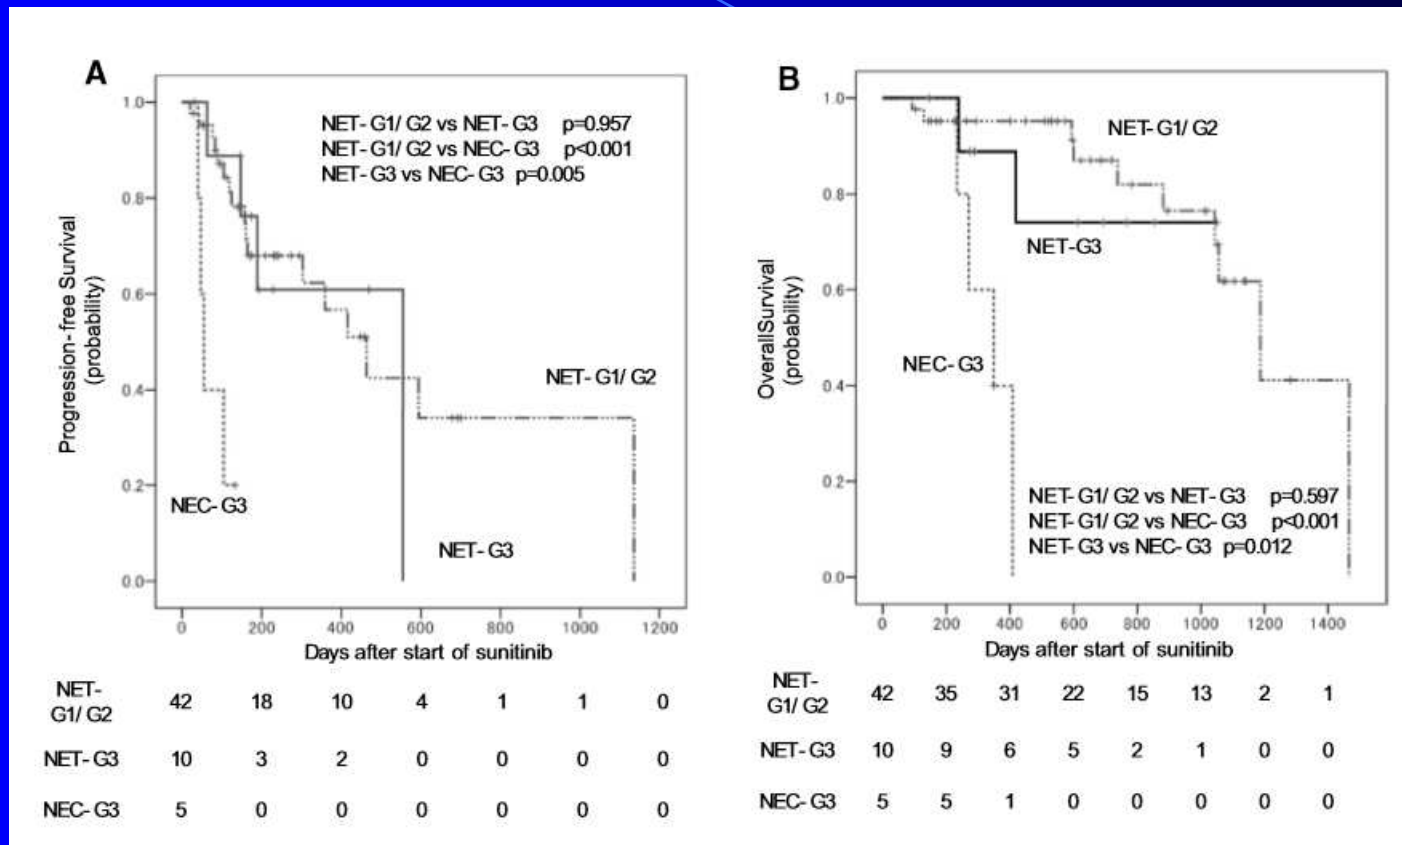 A
Progression-free Survival
(probability)
1.0
0.8
0.6
0.4
0.2
0.0
NET-G1/G2 vs NET-G3 p=0.957
NET-G1/G2 vs NEC-G3 p<0.001
NET-G3 vs NEC-G3 p=0.005
NET-G1/G2
NEC-G3
NET-G3
0 200 400 600 800 1000 1200
Days after start of sunitinib
NET-
G1/G2 42 18 10 4 1 1 0
NET-G3 10 3 2 0 0 0 0
NEC-G3 5 0 0 0 0 0 0
B
OverallSurvival
(probability)
1.0
0.8
0.6
0.4
0.2
0.0
NET-G1/G2
NET-G3
NEC-G3
NET-G1/G2 vs NET-G3 p=0.597
NET-G1/G2 vs NEC-G3 p<0.001
NET-G3 vs NEC-G3 p=0.012
0 200 400 600 800 1000 1200 1400
Days after start of sunitinib
NET-
G1/G2 42 35 31 22 15 13 2 1
NET-G3 10 9 6 5 2 1 0 0
NEC-G3 5 5 1 0 0 0 0 0